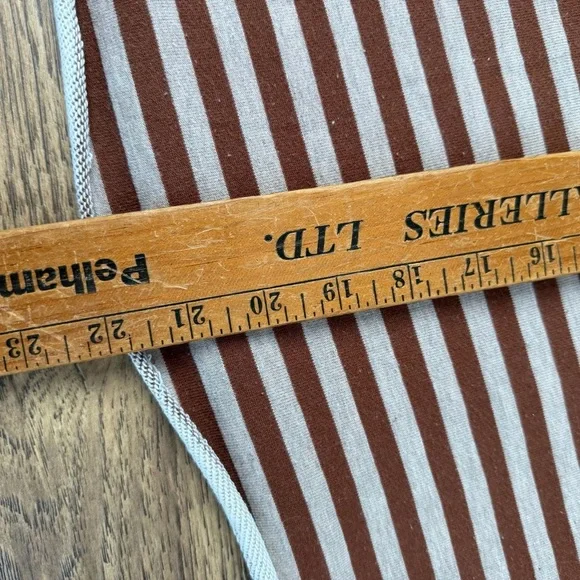 LLERIES LTD.
Pelham
16 17 18 19 20 21 22 23